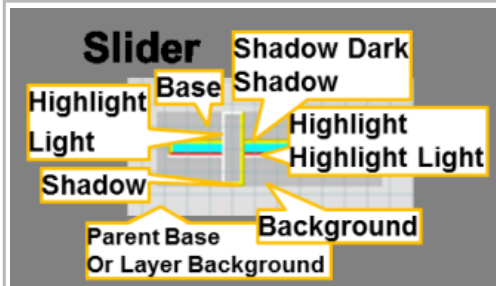 Slider
Shadow Dark
Shadow
Base
Highlight
Light
Highlight
Highlight Light
Shadow
Background
Parent Base
Or Layer Background